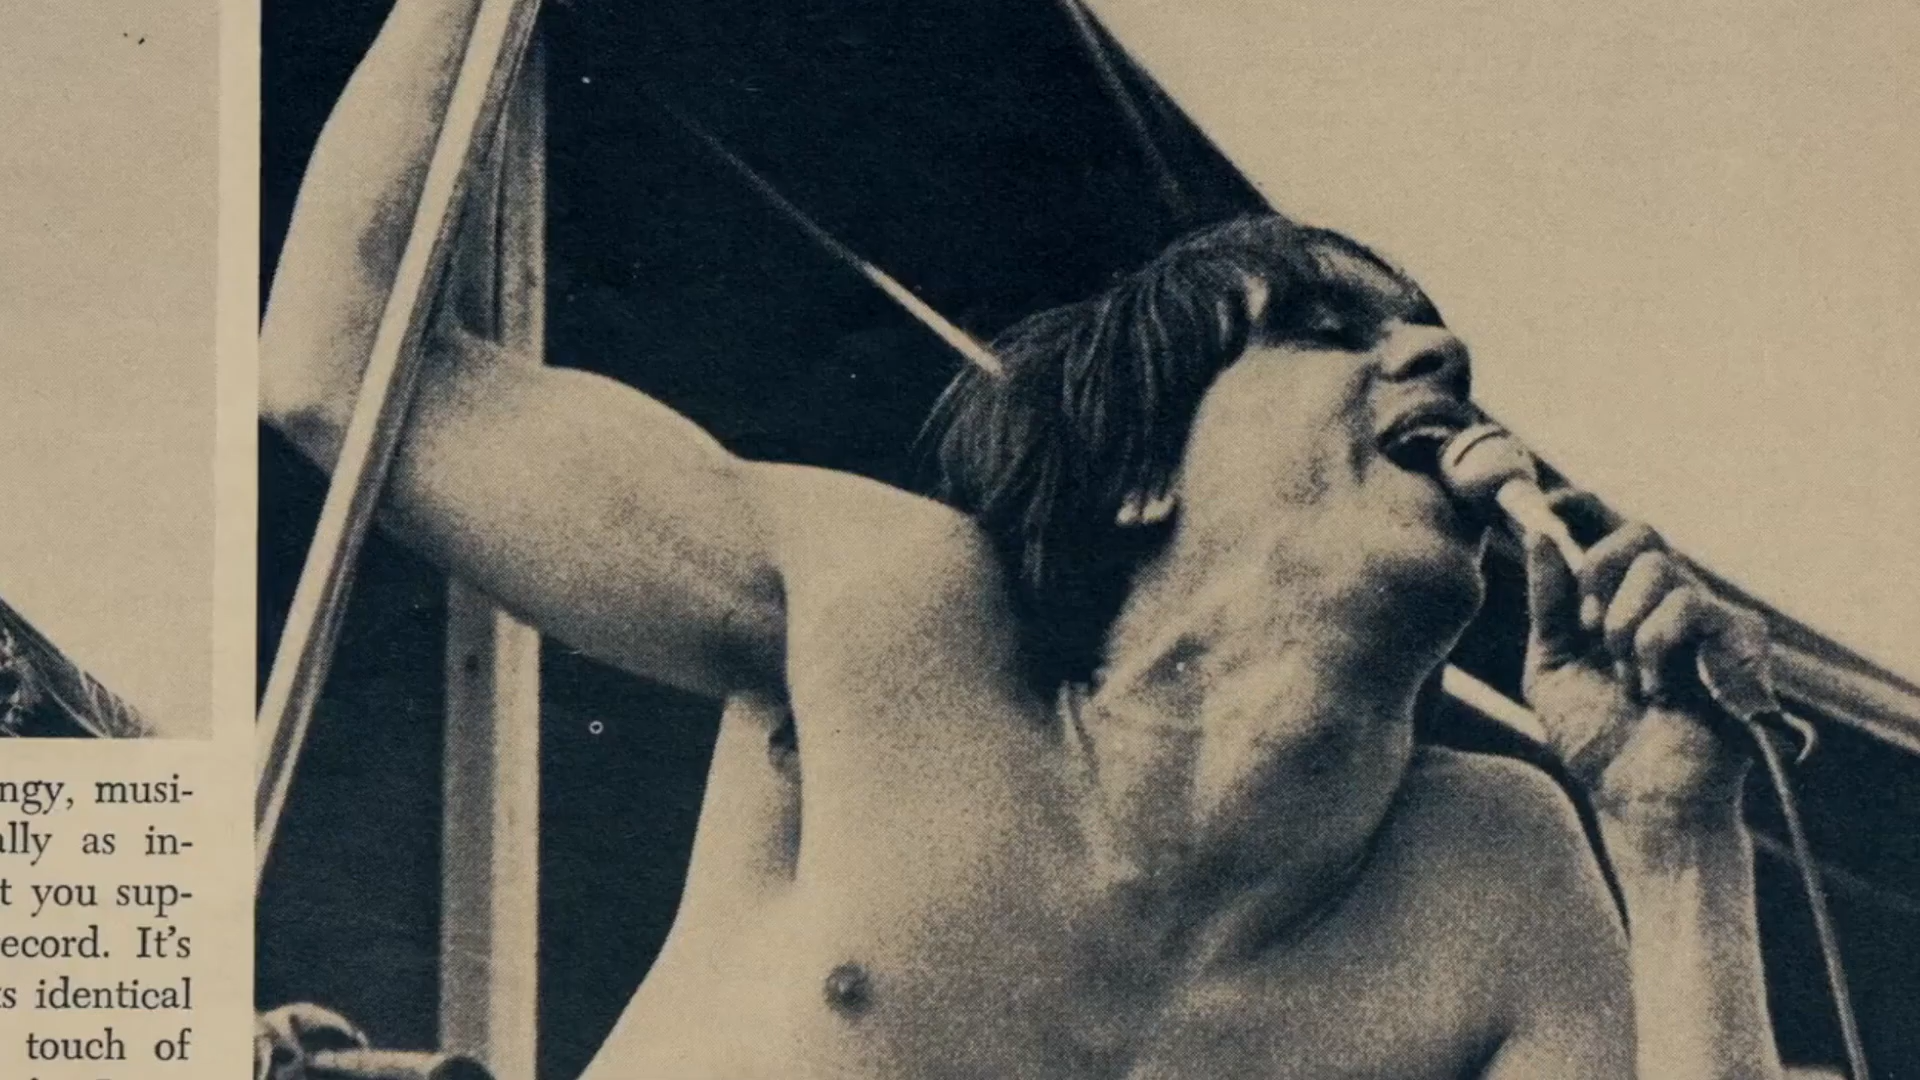 ngy, musi-
ally as in-
t you sup-
ecord. It's
s identical
touch of